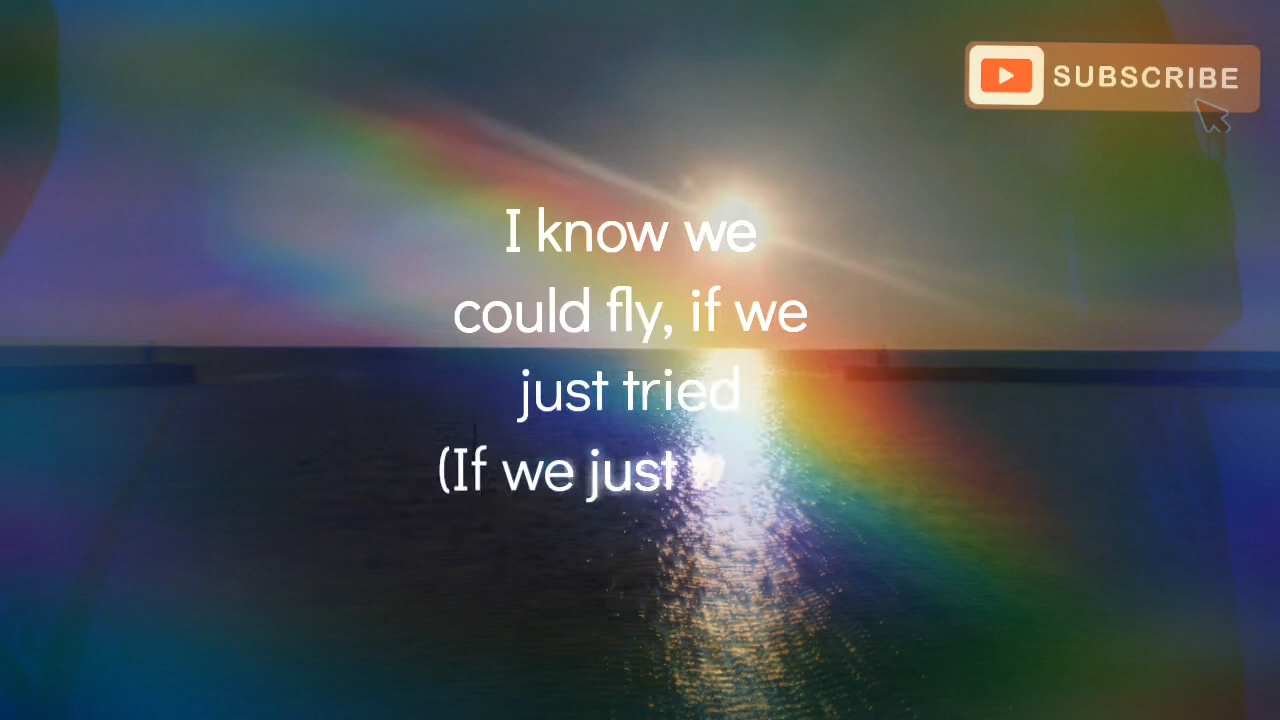 SUBSCRIBE
I know we
could fly, if we
just tried
(If we just